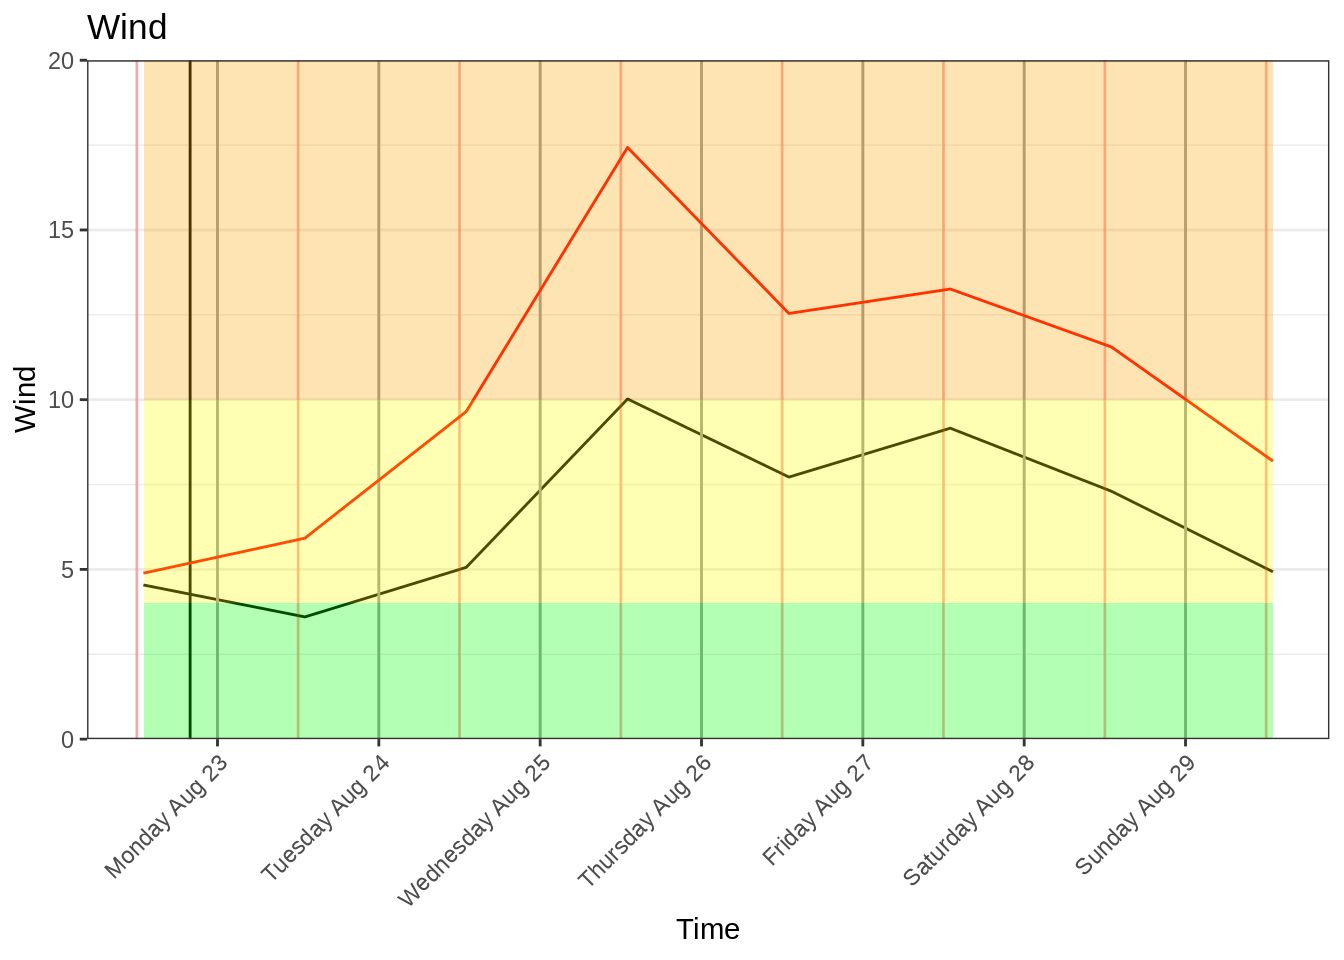 Wind
20
15
10
5
0
Wind
Monday Aug 23
Tuesday Aug 24
Wednesday Aug 25
Thursday Aug 26
Friday Aug 27
Saturday Aug 28
Sunday Aug 29
Time